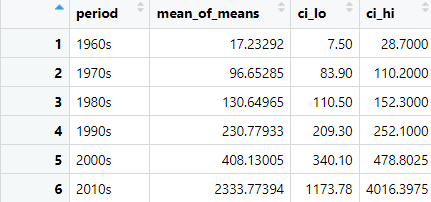 period mean_of_means ci_lo ci_hi
1 1960s 17.23292 7.50 28.7000
2 1970s 96.65285 83.90 110.2000
3 1980s 130.64965 110.50 152.3000
4 1990s 230.77933 209.30 252.1000
5 2000s 408.13005 340.10 478.8025
6 2010s 2333.77394 1173.78 4016.3975